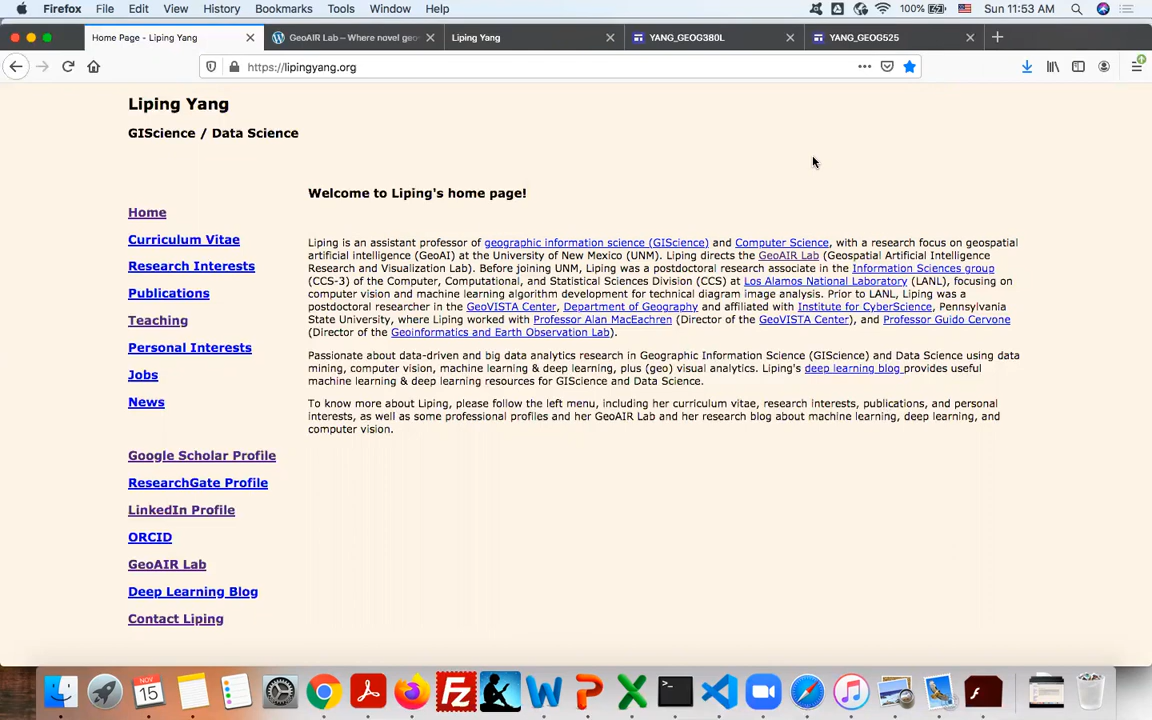 Firefox File Edit View History Bookmarks Tools Window Help 100% Sun 11:53 AM
Home Page - Liping Yang GeoAIR Lab – Where novel geo Liping Yang YANG_GEOG380L YANG_GEOG525
https://lipingyang.org
Liping Yang
GIScience / Data Science
Welcome to Liping's home page!
Home
Curriculum Vitae
Research Interests
Publications
Teaching
Personal Interests
Jobs
News
Google Scholar Profile
ResearchGate Profile
LinkedIn Profile
ORCID
GeoAIR Lab
Deep Learning Blog
Contact Liping
Liping is an assistant professor of geographic information science (GIScience) and Computer Science, with a research focus on geospatial
artificial intelligence (GeoAI) at the University of New Mexico (UNM). Liping directs the GeoAIR Lab (Geospatial Artificial Intelligence
Research and Visualization Lab). Before joining UNM, Liping was a postdoctoral research associate in the Information Sciences group
(CCS-3) of the Computer, Computational, and Statistical Sciences Division (CCS) at Los Alamos National Laboratory (LANL), focusing on
computer vision and machine learning algorithm development for technical diagram image analysis. Prior to LANL, Liping was a
postdoctoral researcher in the GeoVISTA Center, Department of Geography and affiliated with Institute for CyberScience, Pennsylvania
State University, where Liping worked with Professor Alan MacEachren (Director of the GeoVISTA Center), and Professor Guido Cervone
(Director of the Geoinformatics and Earth Observation Lab).
Passionate about data-driven and big data analytics research in Geographic Information Science (GIScience) and Data Science using data
mining, computer vision, machine learning & deep learning, plus (geo) visual analytics. Liping's deep learning blog provides useful
machine learning & deep learning resources for GIScience and Data Science.
To know more about Liping, please follow the left menu, including her curriculum vitae, research interests, publications, and personal
interests, as well as some professional profiles and her GeoAIR Lab and her research blog about machine learning, deep learning, and
computer vision.
NOV
15